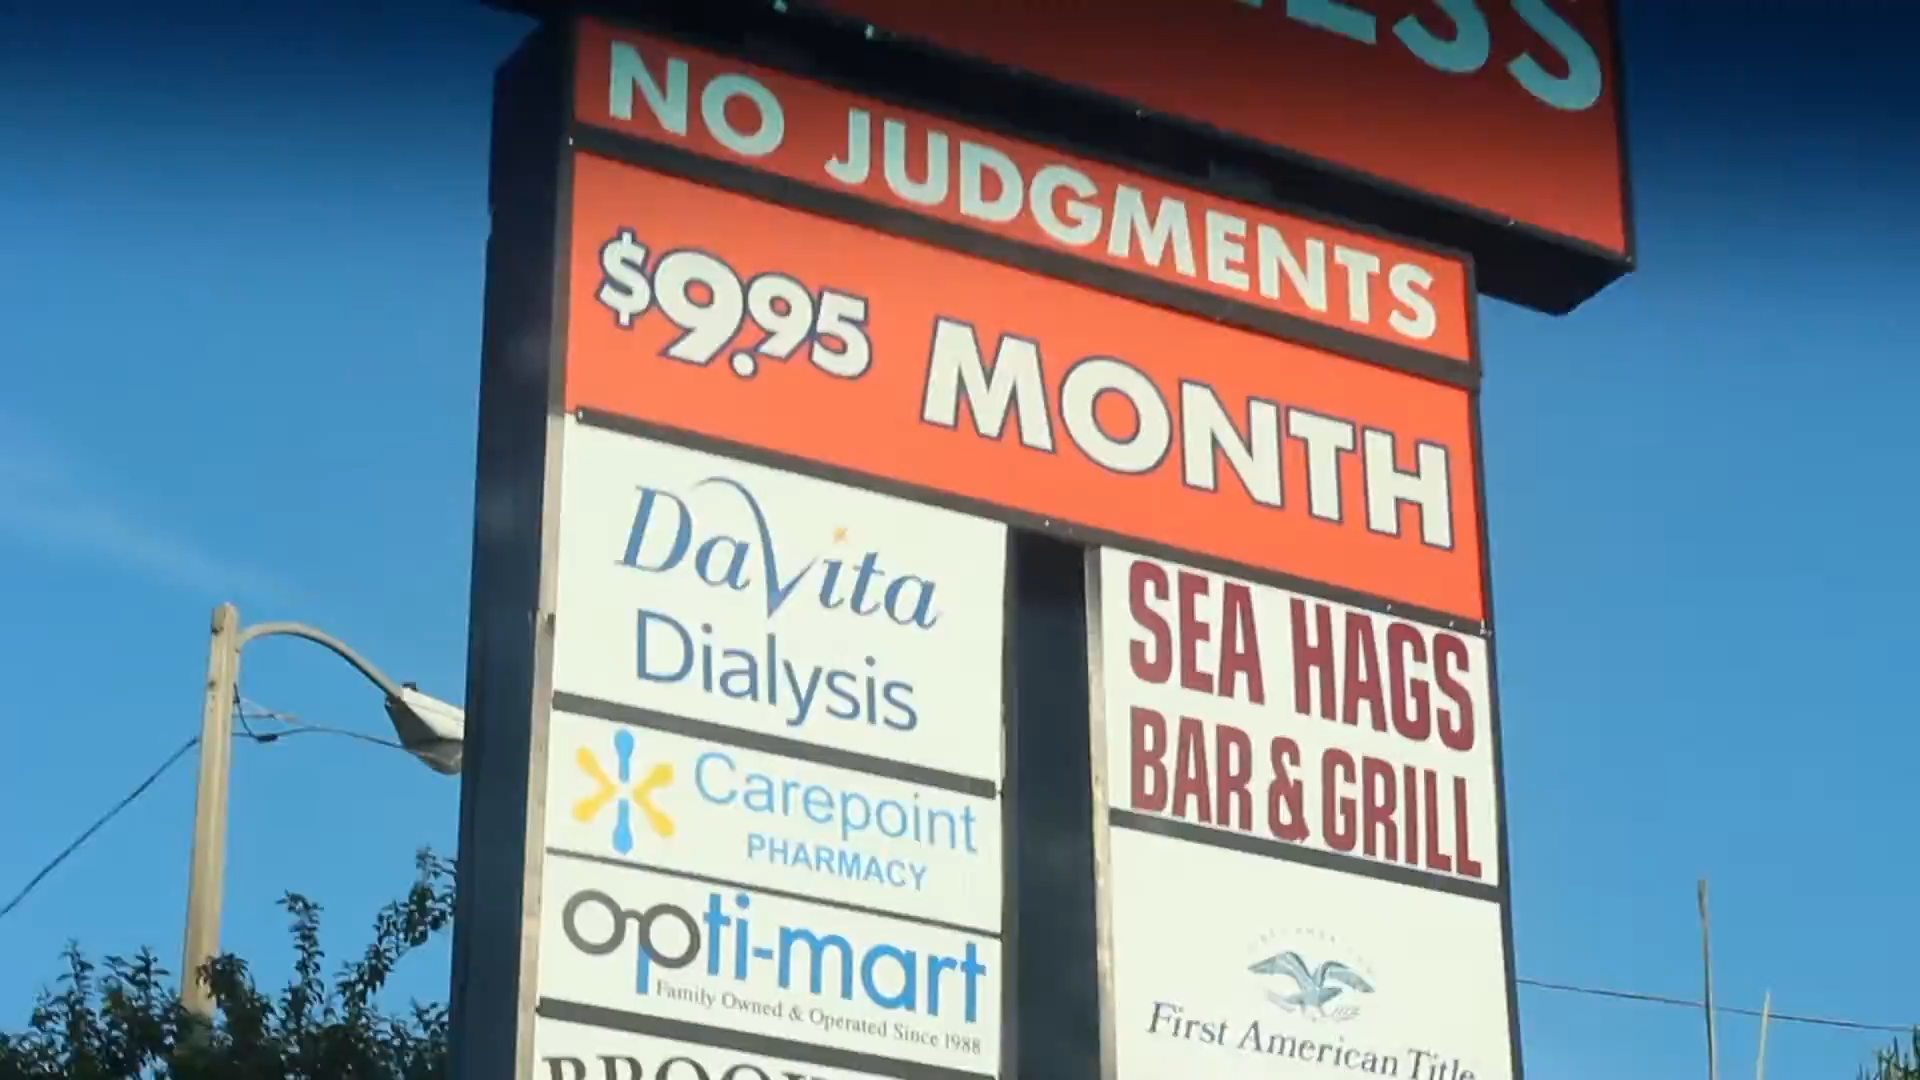 NO JUDGMENTS
$9.95 MONTH
DaVita
Dialysis
Carepoint
PHARMACY
opti-mart
Family Owned & Operated Since 1988
SEA HAGS
BAR & GRILL
First American Title